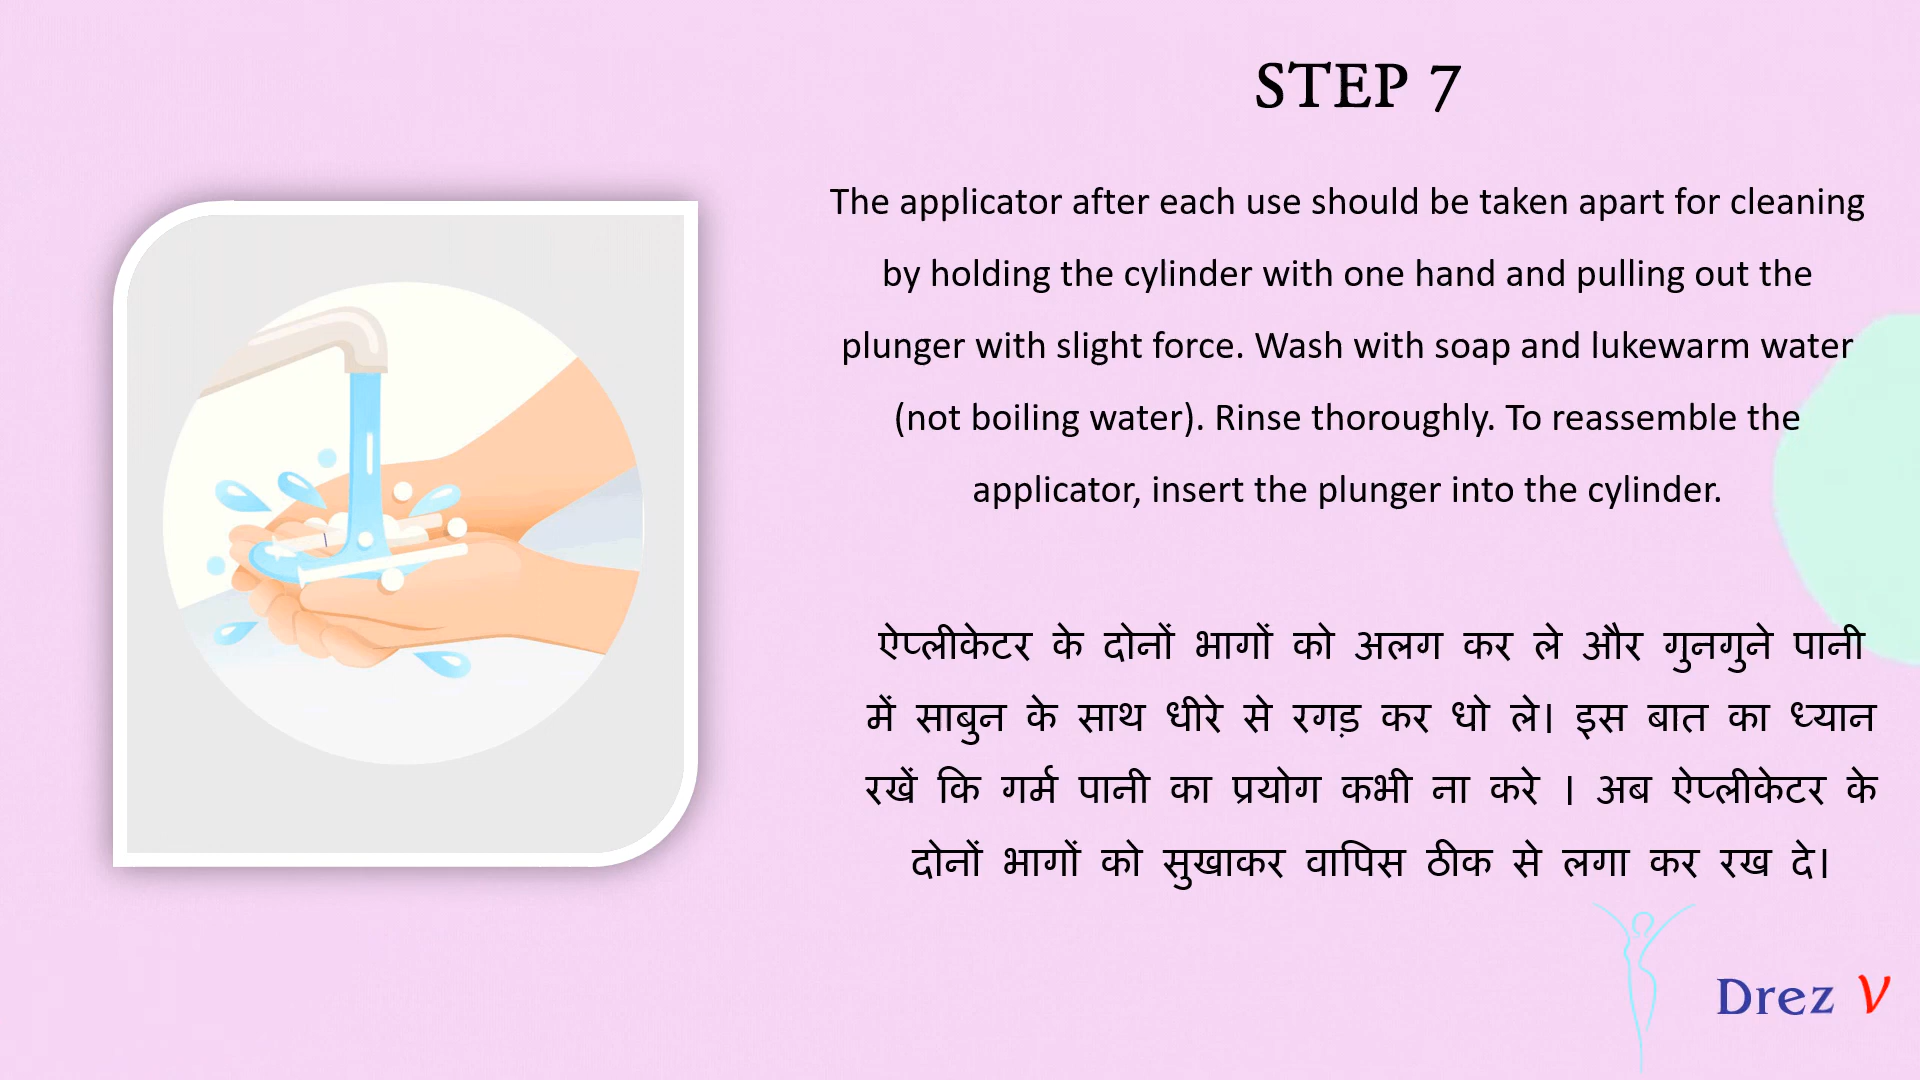 STEP 7
The applicator after each use should be taken apart for cleaning
by holding the cylinder with one hand and pulling out the
plunger with slight force. Wash with soap and lukewarm water
(not boiling water). Rinse thoroughly. To reassemble the
applicator, insert the plunger into the cylinder.
ऐप्लीकेटर के दोनों भागों को अलग कर ले और गुनगुने पानी
में साबुन के साथ धीरे से रगड़ कर धो ले। इस बात का ध्यान
रखें कि गर्म पानी का प्रयोग कभी ना करे । अब ऐप्लीकेटर के
दोनों भागों को सुखाकर वापिस ठीक से लगा कर रख दे।
Drez V